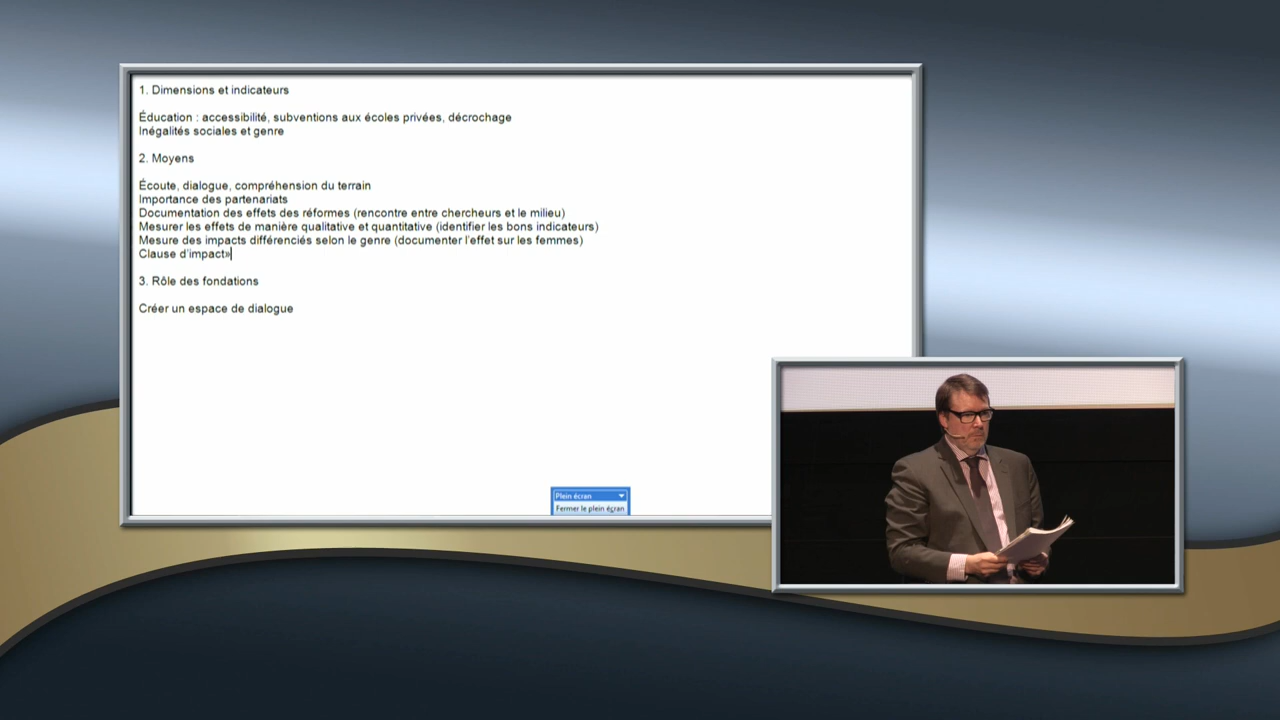 1. Dimensions et indicateurs
Éducation : accessibilité, subventions aux écoles privées, décrochage
Inégalités sociales et genre
2. Moyens
Écoute, dialogue, compréhension du terrain
Importance des partenariats
Documentation des effets des réformes (rencontre entre chercheurs et le milieu)
Mesurer les effets de manière qualitative et quantitative (identifier les bons indicateurs)
Mesure des impacts différenciés selon le genre (documenter l'effet sur les femmes)
Clause d'impact»
3. Rôle des fondations
Créer un espace de dialogue
Plein écran
Fermer le plein écran